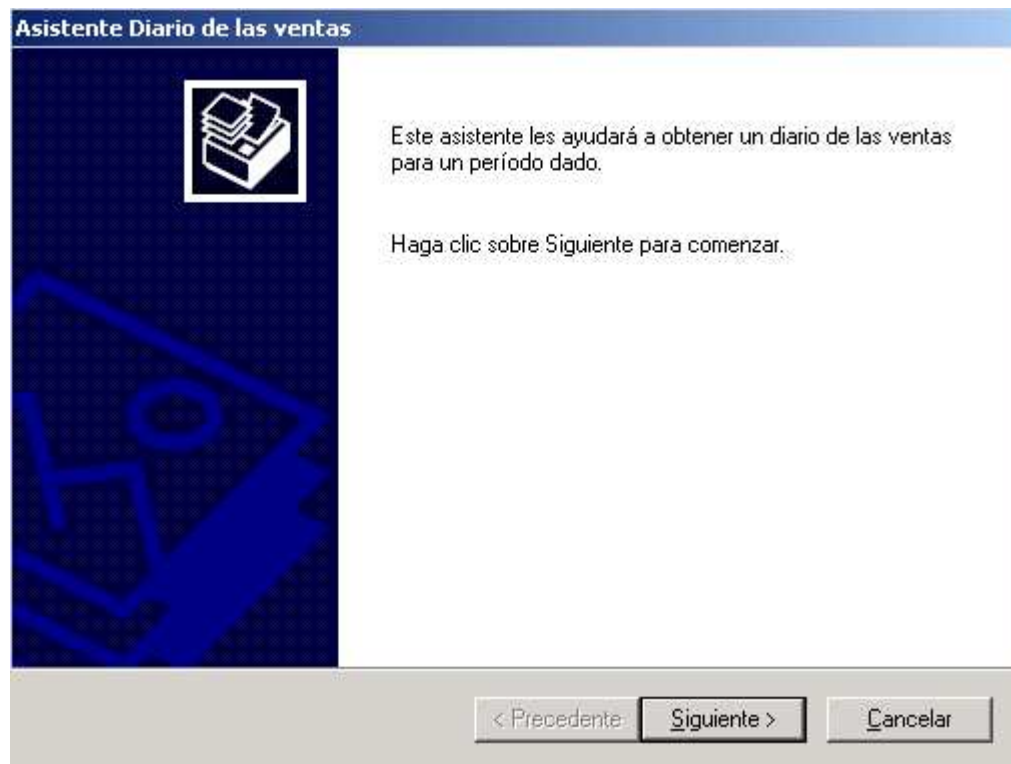 Asistente Diario de las ventas
Este asistente les ayudará a obtener un diario de las ventas
para un período dado.
Haga clic sobre Siguiente para comenzar.
< Precedente
Siguiente >
Cancelar